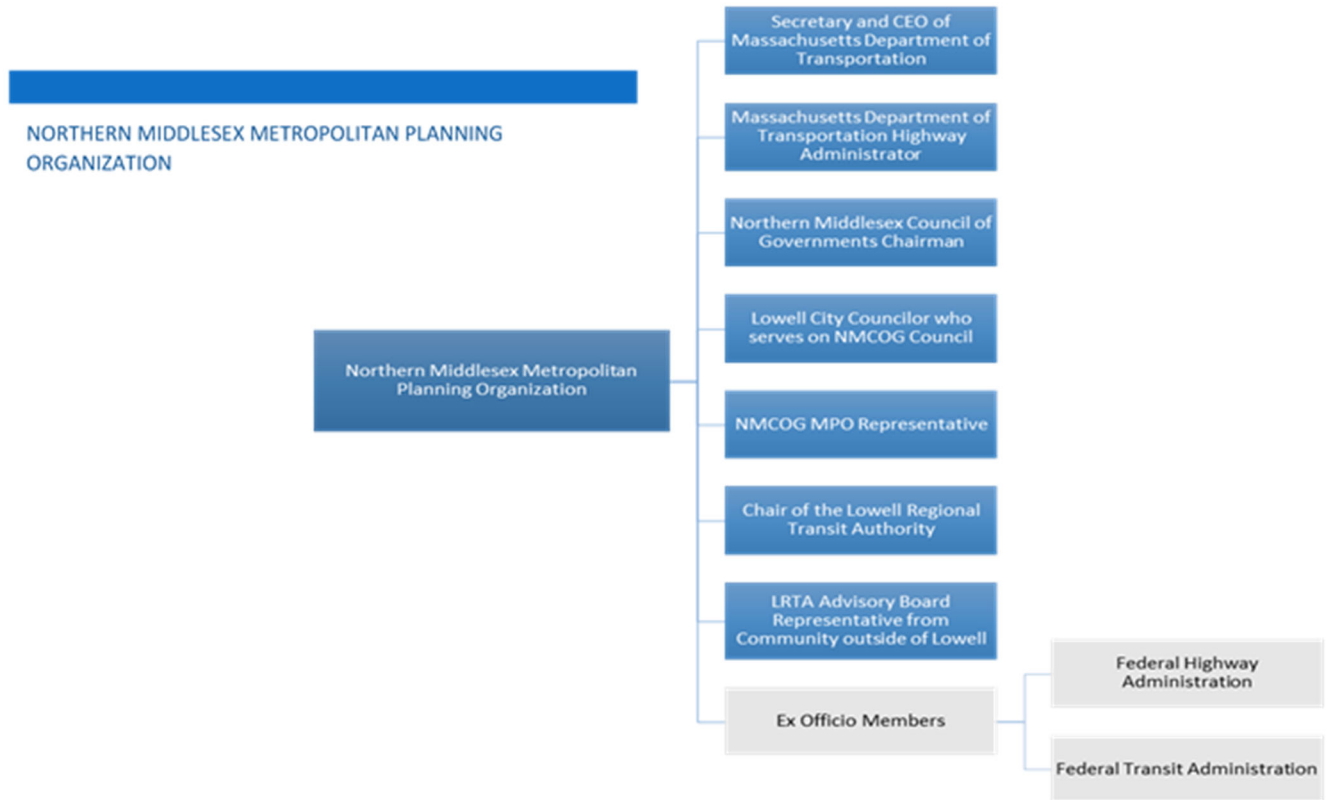 NORTHERN MIDDLESEX METROPOLITAN PLANNING
ORGANIZATION
Northern Middlesex Metropolitan
Planning Organization
Secretary and CEO of
Massachusetts Department of
Transportation
Massachusetts Department of
Transportation Highway
Administrator
Northern Middlesex Council of
Governments Chairman
Lowell City Councilor who
serves on NMCOG Council
NMCOG MPO Representative
Chair of the Lowell Regional
Transit Authority
LRTA Advisory Board
Representative from
Community outside of Lowell
Ex Officio Members
Federal Highway
Administration
Federal Transit Administration